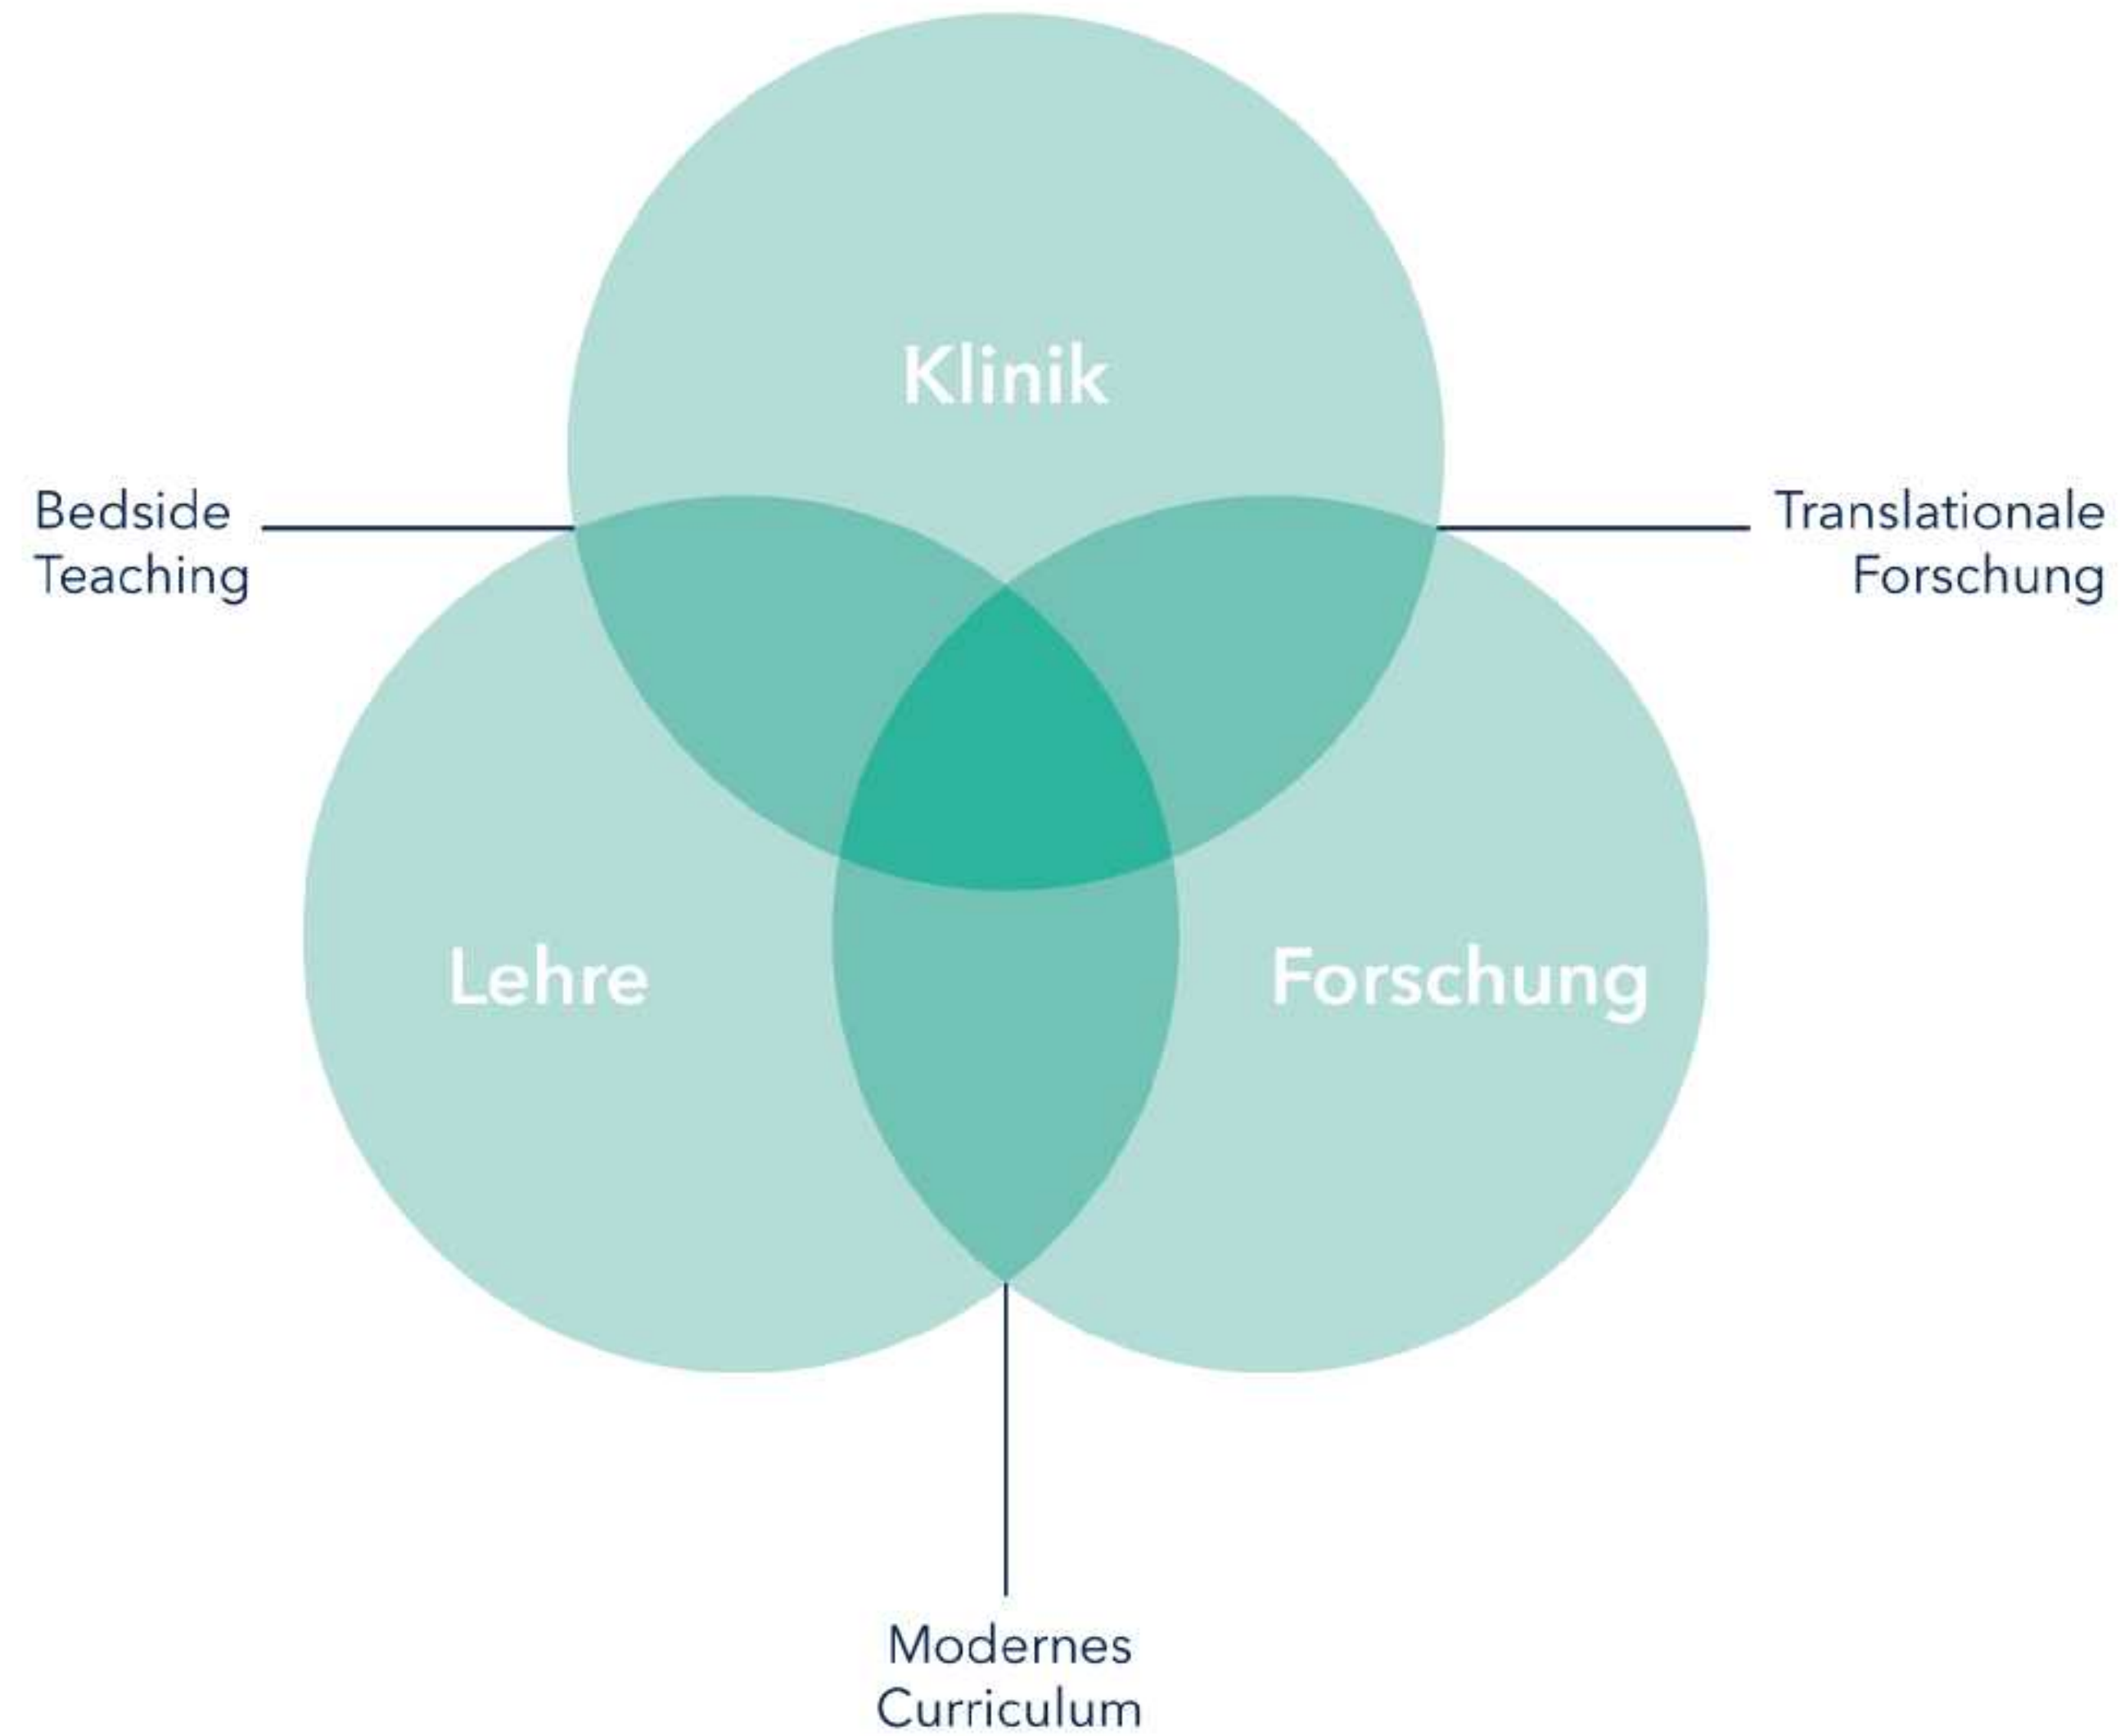 Klinik
Bedside
Teaching
Translationale
Forschung
Lehre
Forschung
Modernes
Curriculum